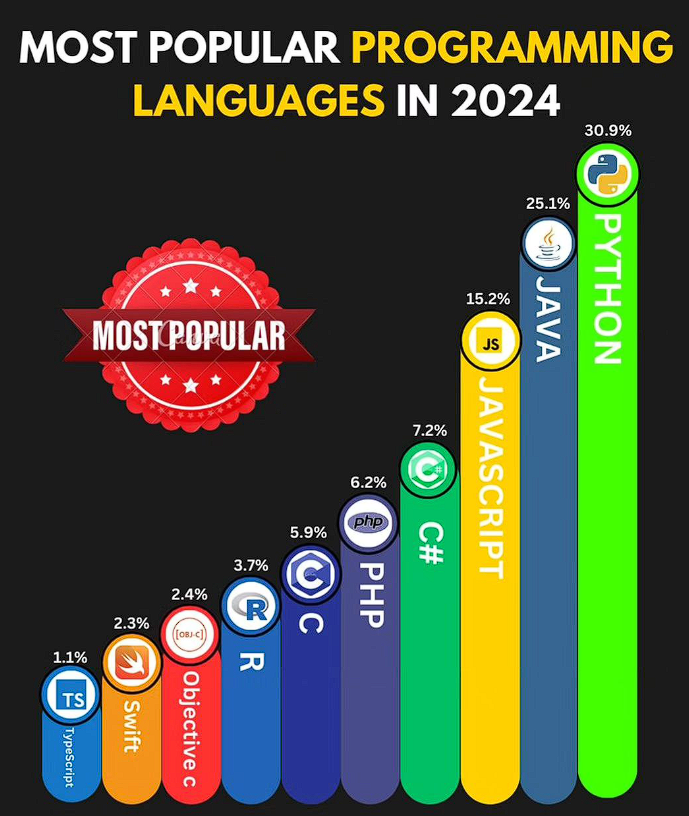 MOST POPULAR PROGRAMMING
LANGUAGES IN 2024
30.9%
25.1%
15.2%
7.2%
6.2%
5.9%
3.7%
2.4%
2.3%
1.1%
MOST POPULAR
TS
TypeScript
Swift
[OBJ-C]
Objective c
R
R
C
C
php
PHP
C#
C#
JS
JAVASCRIPT
JAVA
PYTHON